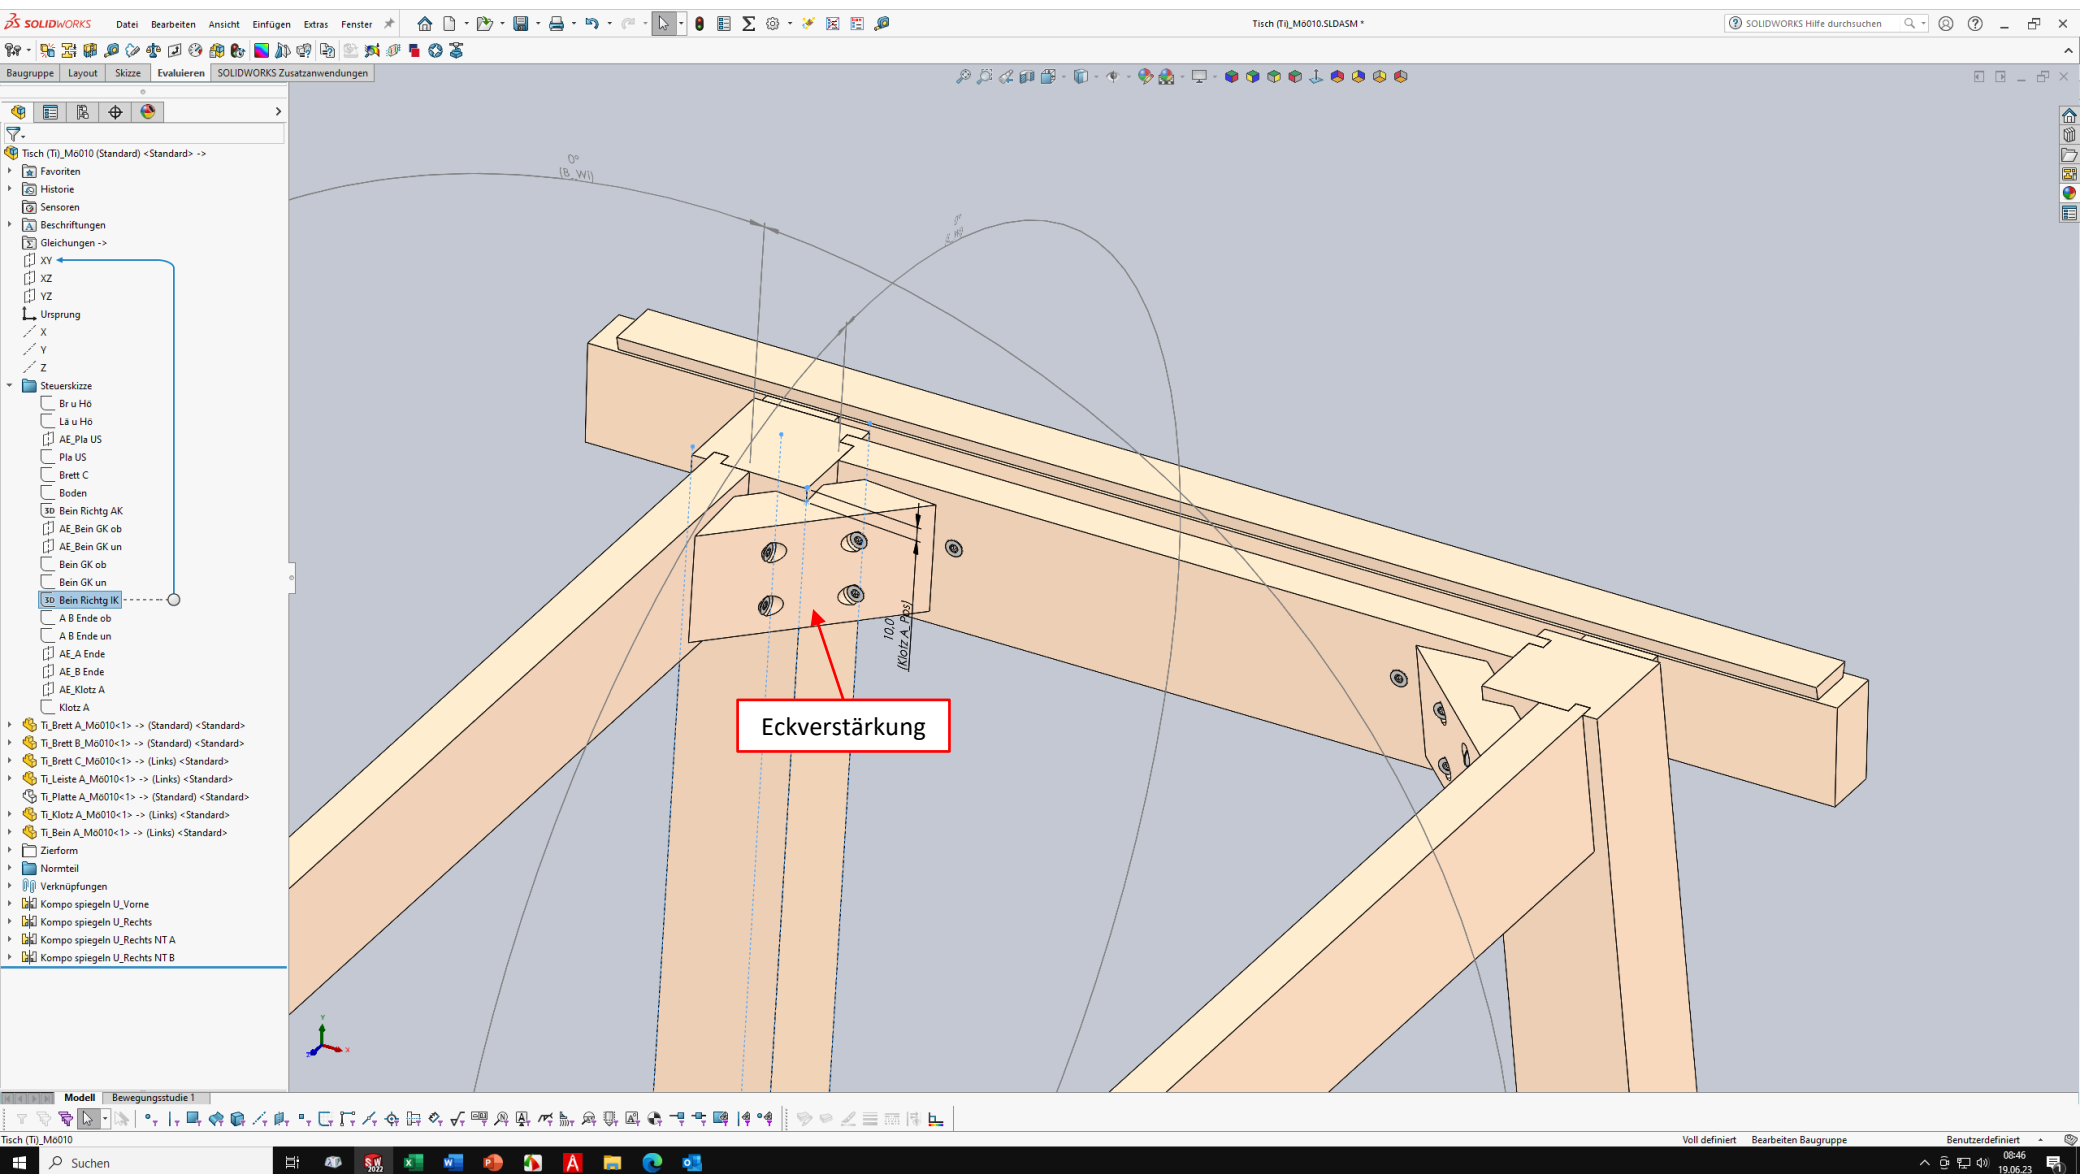 SOLIDWORKS Datei Bearbeiten Ansicht Einfügen Extras Fenster Tisch (Ti)_Mö010.SLDASM * SOLIDWORKS Hilfe durchsuchen
Baugruppe Layout Skizze Evaluieren SOLIDWORKS Zusatzanwendungen
Tisch (Ti)_Mö010 (Standard) <Standard> ->
Favoriten
Historie
Sensoren
Beschriftungen
Gleichungen ->
XY
XZ
YZ
Ursprung
X
Y
Z
Steuerskizze
Br u Hö
Lä u Hö
AE_Pla US
Pla US
Brett C
Boden
3D Bein Richtg AK
AE_Bein GK ob
AE_Bein GK un
Bein GK ob
Bein GK un
3D Bein Richtg IK
A B Ende ob
A B Ende un
AE_A Ende
AE_B Ende
AE_Klotz A
Klotz A
Ti_Brett A_Mö010<1> -> (Standard) <Standard>
Ti_Brett B_Mö010<1> -> (Standard) <Standard>
Ti_Brett C_Mö010<1> -> (Links) <Standard>
Ti_Leiste A_Mö010<1> -> (Links) <Standard>
Ti_Platte A_Mö010<1> -> (Standard) <Standard>
Ti_Klotz A_Mö010<1> -> (Links) <Standard>
Ti_Bein A_Mö010<1> -> (Links) <Standard>
Zierform
Normteil
Verknüpfungen
Kompo spiegeln U_Vorne
Kompo spiegeln U_Rechts
Kompo spiegeln U_Rechts NT A
Kompo spiegeln U_Rechts NT B
0°
(B_Wi)
10,0
(Klotz A_Pos)
Eckverstärkung
Y
X
Z
Modell Bewegungsstudie 1
Tisch (Ti)_Mö010 Voll definiert Bearbeiten Baugruppe Benutzerdefiniert
Suchen
08:46
19.06.23